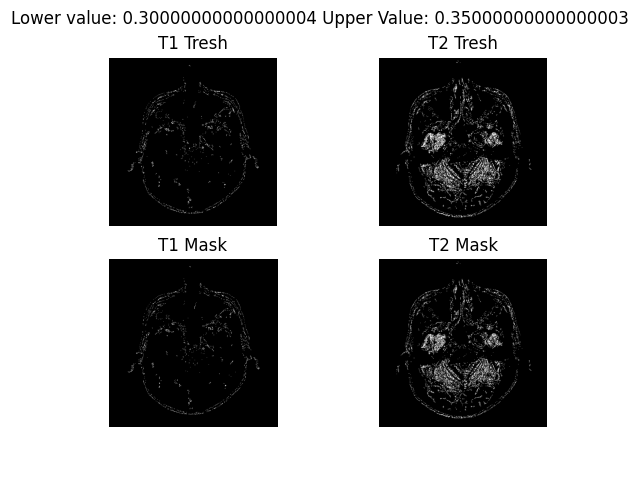 Lower value: 0.30000000000000004 Upper Value: 0.35000000000000003
T1 Tresh
T2 Tresh
T1 Mask
T2 Mask